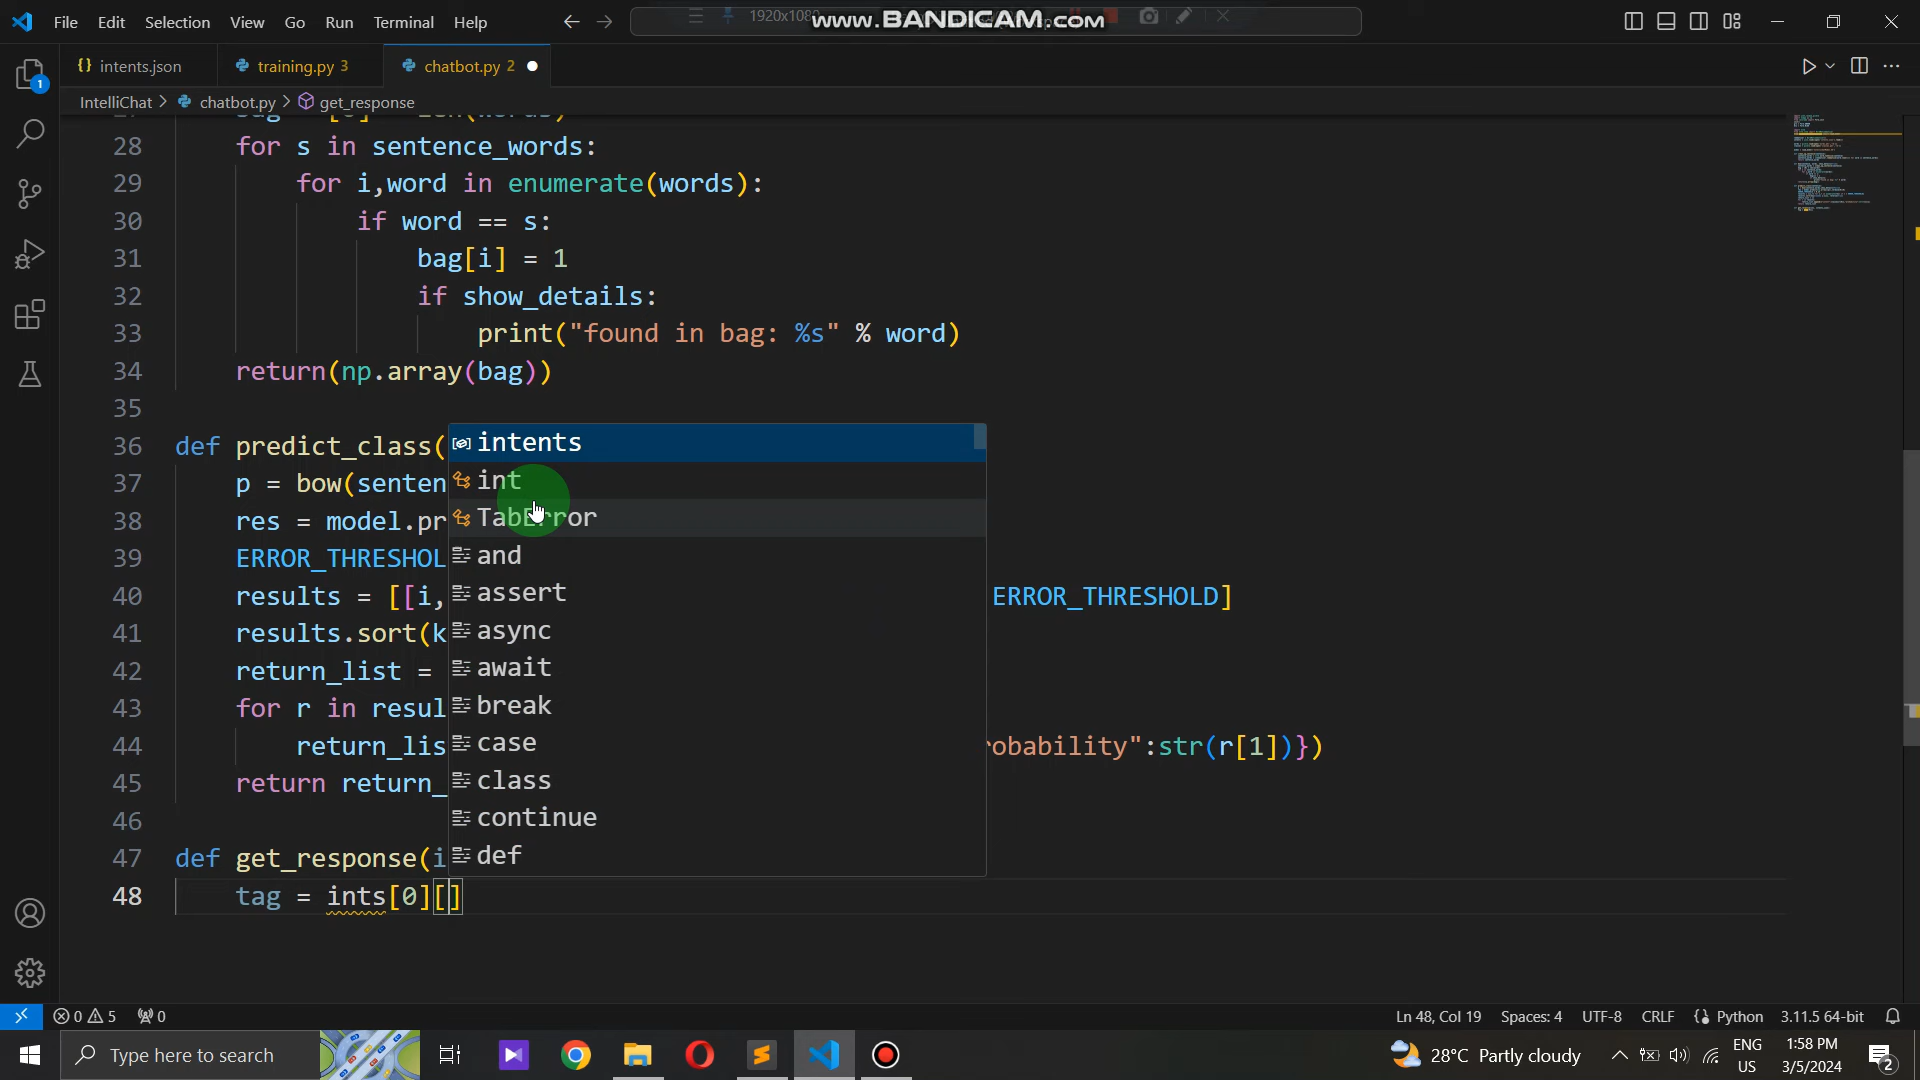 File Edit Selection View Go Run Terminal Help
1920x1080
www.BANDICAM.com
intents.json
training.py 3
chatbot.py 2
IntelliChat > chatbot.py > get_response
28 for s in sentence_words:
29 for i,word in enumerate(words):
30 if word == s:
31 bag[i] = 1
32 if show_details:
33 print("found in bag: %s" % word)
34 return(np.array(bag))
35
36 def predict_class(
37 p = bow(senten
38 res = model.pr
39 ERROR_THRESHOL
40 results = [[i, ERROR_THRESHOLD]
41 results.sort(k
42 return_list =
43 for r in resul
44 return_lis robability":str(r[1])})
45 return return_
46
47 def get_response(i
48 tag = ints[0][]
intents
int
TabError
and
assert
async
await
break
case
class
continue
def
1
0 5 0
Ln 48, Col 19 Spaces: 4 UTF-8 CRLF Python 3.11.5 64-bit
Type here to search
28°C Partly cloudy
ENG
US
1:58 PM
3/5/2024
2